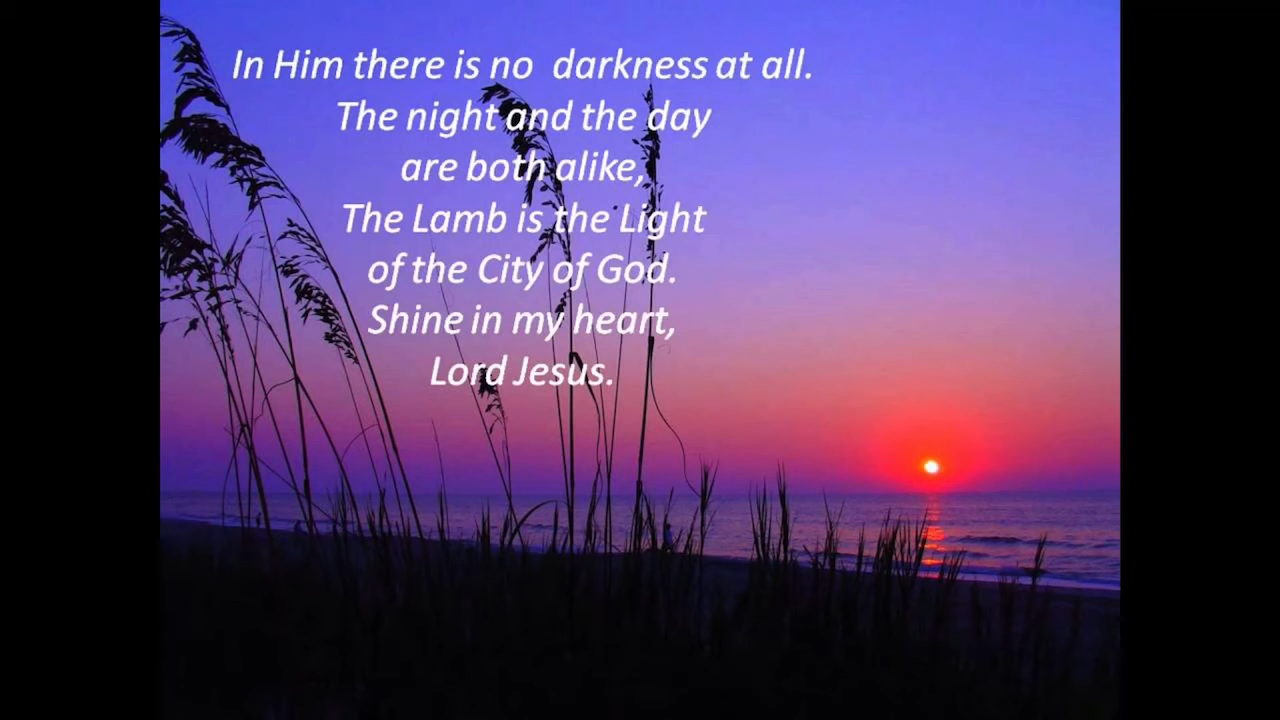 In Him there is no darkness at all.
The night and the day
are both alike,
The Lamb is the Light
of the City of God.
Shine in my heart,
Lord Jesus.